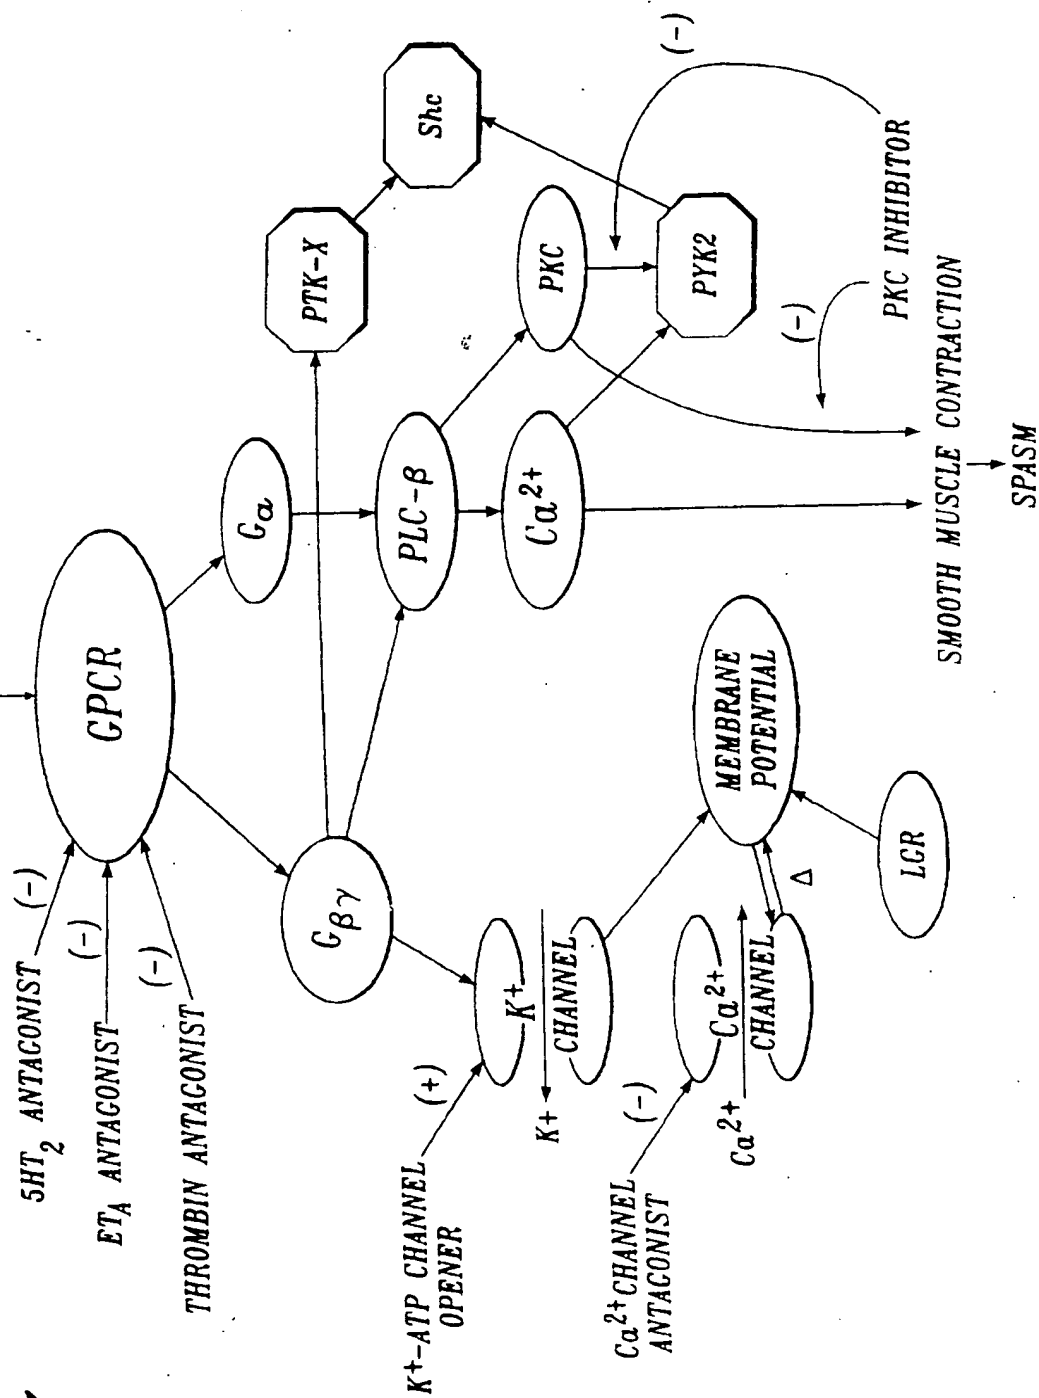 5HT2 ANTAGONIST
(-)
ETA ANTAGONIST
(-)
THROMBIN ANTAGONIST
(-)
GPCR
Gα
Gβγ
PTK-X
Shc
PLC-β
PKC
Ca2+
PYK2
(-)
K+-ATP CHANNEL
OPENER
(+)
K+
CHANNEL
K+
Ca2+CHANNEL
ANTAGONIST
(-)
Ca2+
Ca2+
CHANNEL
MEMBRANE
POTENTIAL
Δ
LGR
PKC INHIBITOR
(-)
SMOOTH MUSCLE CONTRACTION
SPASM